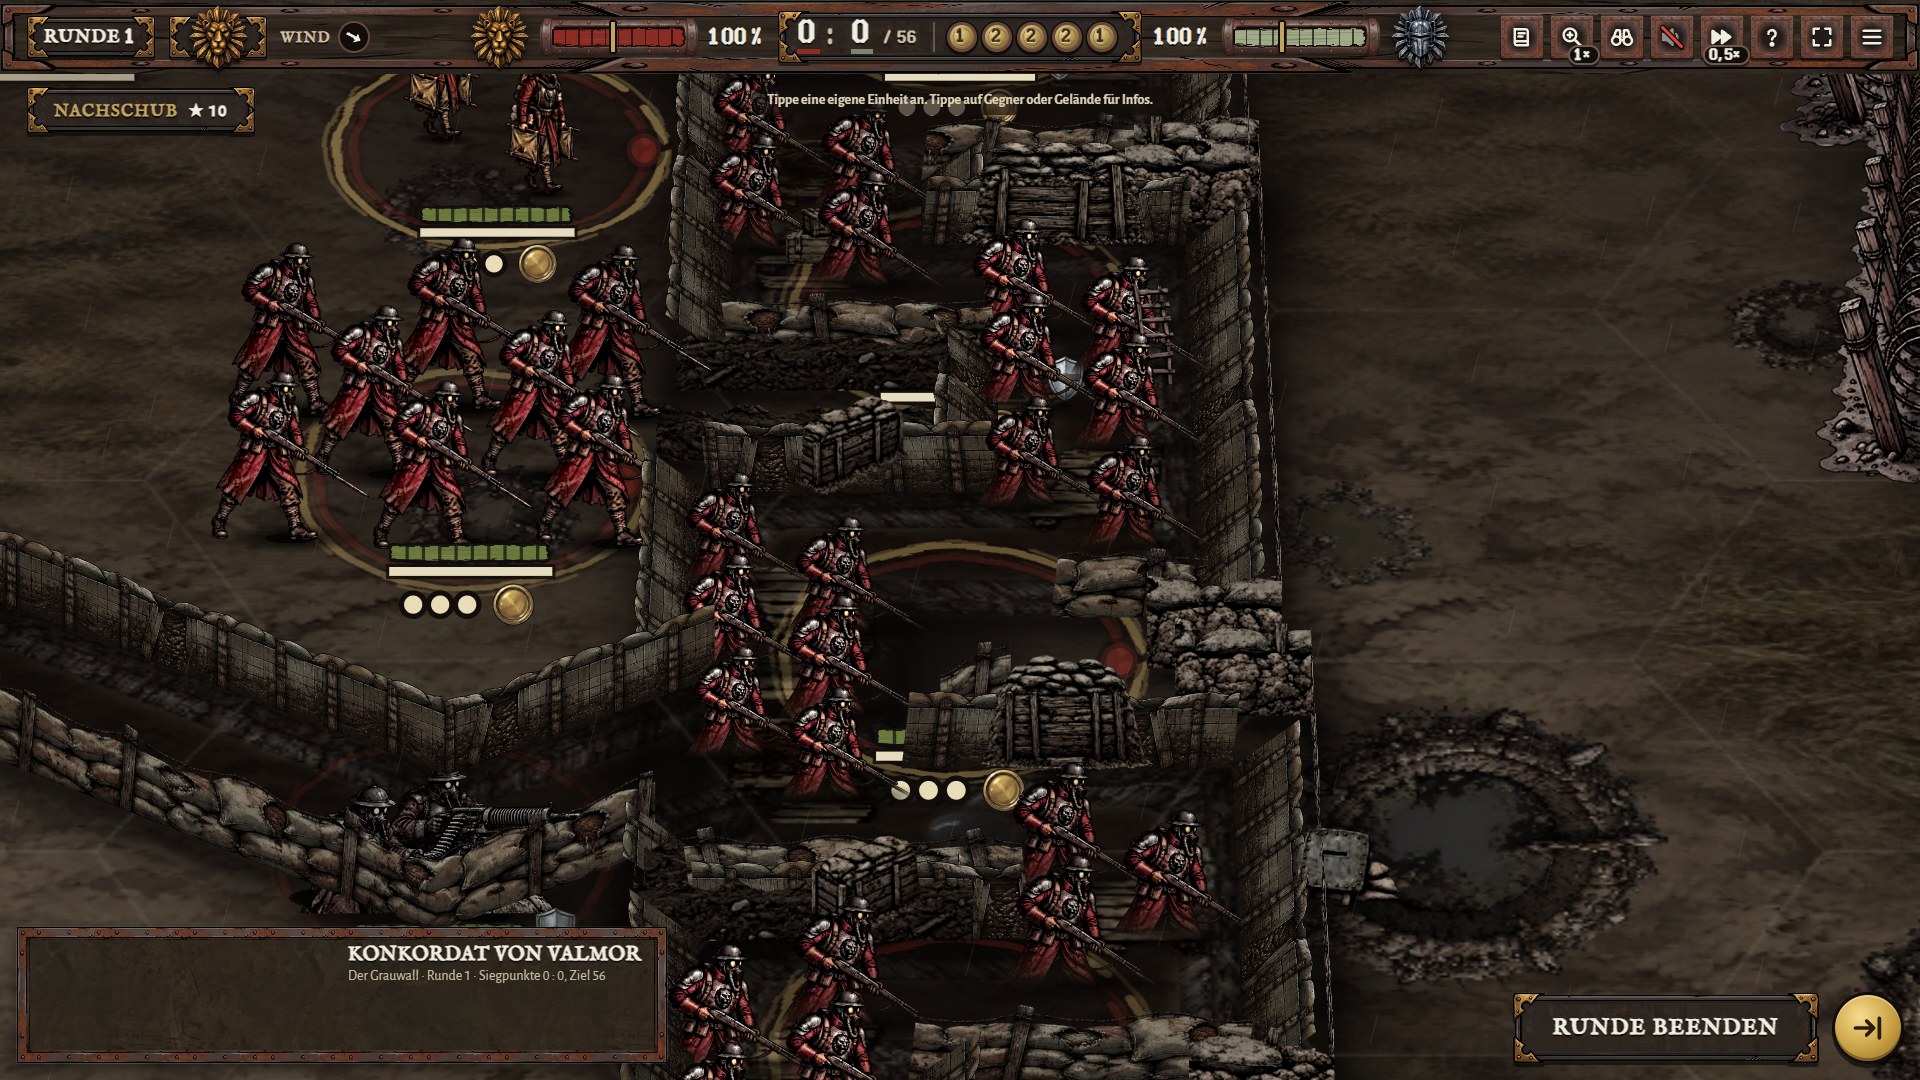 RUNDE 1
WIND
100%
0 : 0 / 56
1 2 2 2 1
100%
1×
0,5×
?
NACHSCHUB ★ 10
Tippe eine eigene Einheit an. Tippe auf Gegner oder Gelände für Infos.
KONKORDAT VON VALMOR
Der Grauwall · Runde 1 · Siegpunkte 0 : 0, Ziel 56
RUNDE BEENDEN